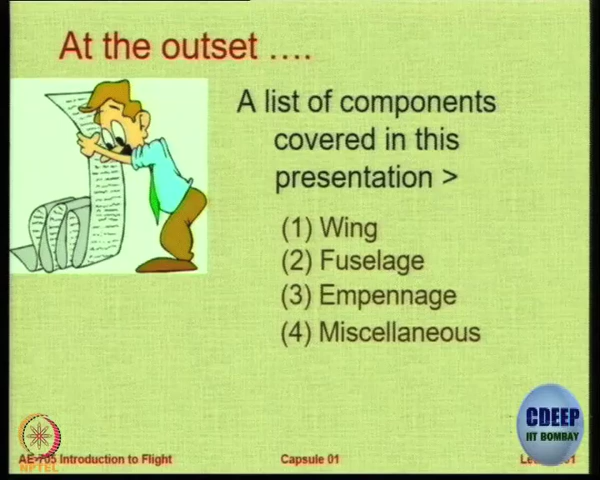 At the outset ....
A list of components
covered in this
presentation >
(1) Wing
(2) Fuselage
(3) Empennage
(4) Miscellaneous
CDEEP
IIT BOMBAY
NPTEL
Introduction to Flight
Capsule 01